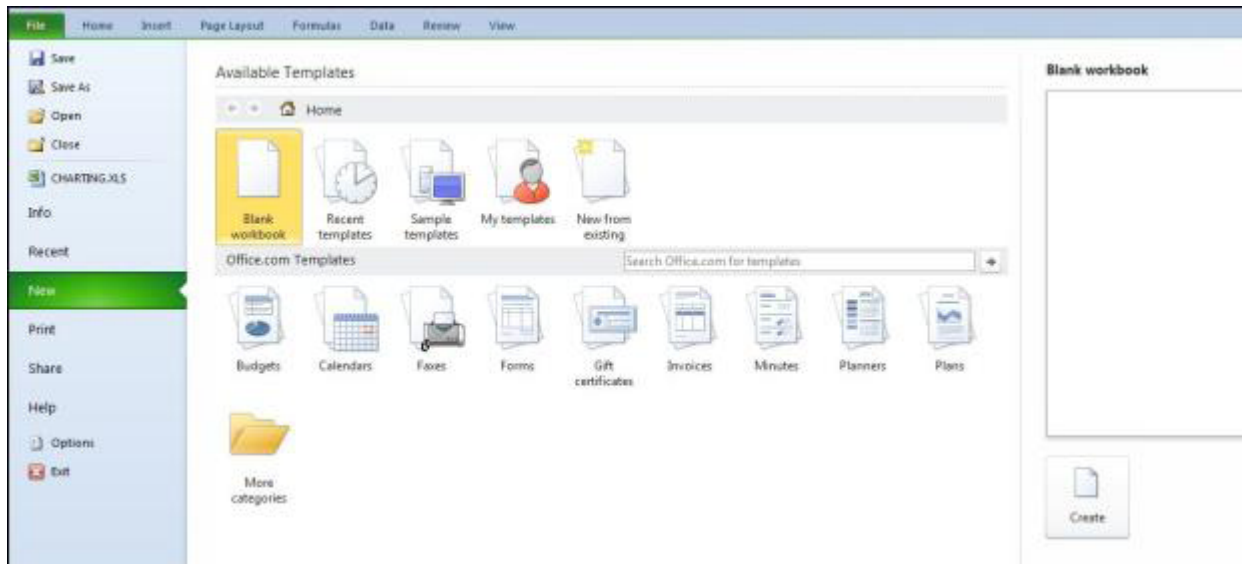 File Home Insert Page Layout Formulas Data Review View
Save
Save As
Open
Close
CHARTING.XLS
Info
Recent
New
Print
Share
Help
Options
Exit
Available Templates
Home
Blank workbook
Recent templates
Sample templates
My templates
New from existing
Office.com Templates
Search Office.com for templates
Budgets
Calendars
Faxes
Forms
Gift certificates
Invoices
Minutes
Planners
Plans
More categories
Blank workbook
Create